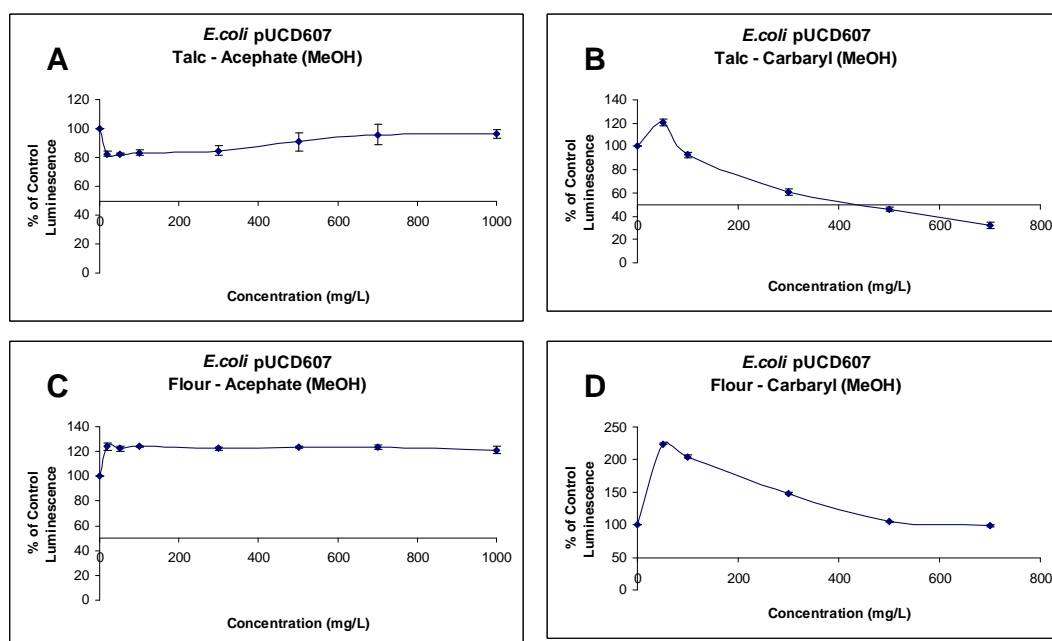 A
E.coli pUCD607
Talc - Acephate (MeOH)
% of Control
Luminescence
120
100
80
60
40
20
0
0 200 400 600 800 1000
Concentration (mg/L)
B
E.coli pUCD607
Talc - Carbaryl (MeOH)
% of Control
Luminescence
140
120
100
80
60
40
20
0
0 200 400 600 800
Concentration (mg/L)
C
E.coli pUCD607
Flour - Acephate (MeOH)
% of Control
Luminescence
140
120
100
80
60
40
20
0
0 200 400 600 800 1000
Concentration (mg/L)
D
E.coli pUCD607
Flour - Carbaryl (MeOH)
% of Control
Luminescence
250
200
150
100
50
0
0 200 400 600 800
Concentration (mg/L)